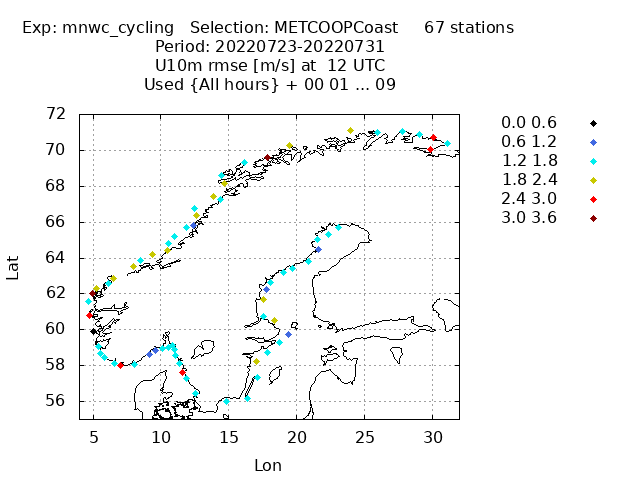 Exp: mnwc_cycling   Selection: METCOOPCoast     67 stations
Period: 20220723-20220731
U10m rmse [m/s] at  12 UTC
Used {All hours} + 00 01 ... 09
72
70
68
66
64
62
60
58
56
Lat
5 10 15 20 25 30
Lon
0.0 0.6
0.6 1.2
1.2 1.8
1.8 2.4
2.4 3.0
3.0 3.6